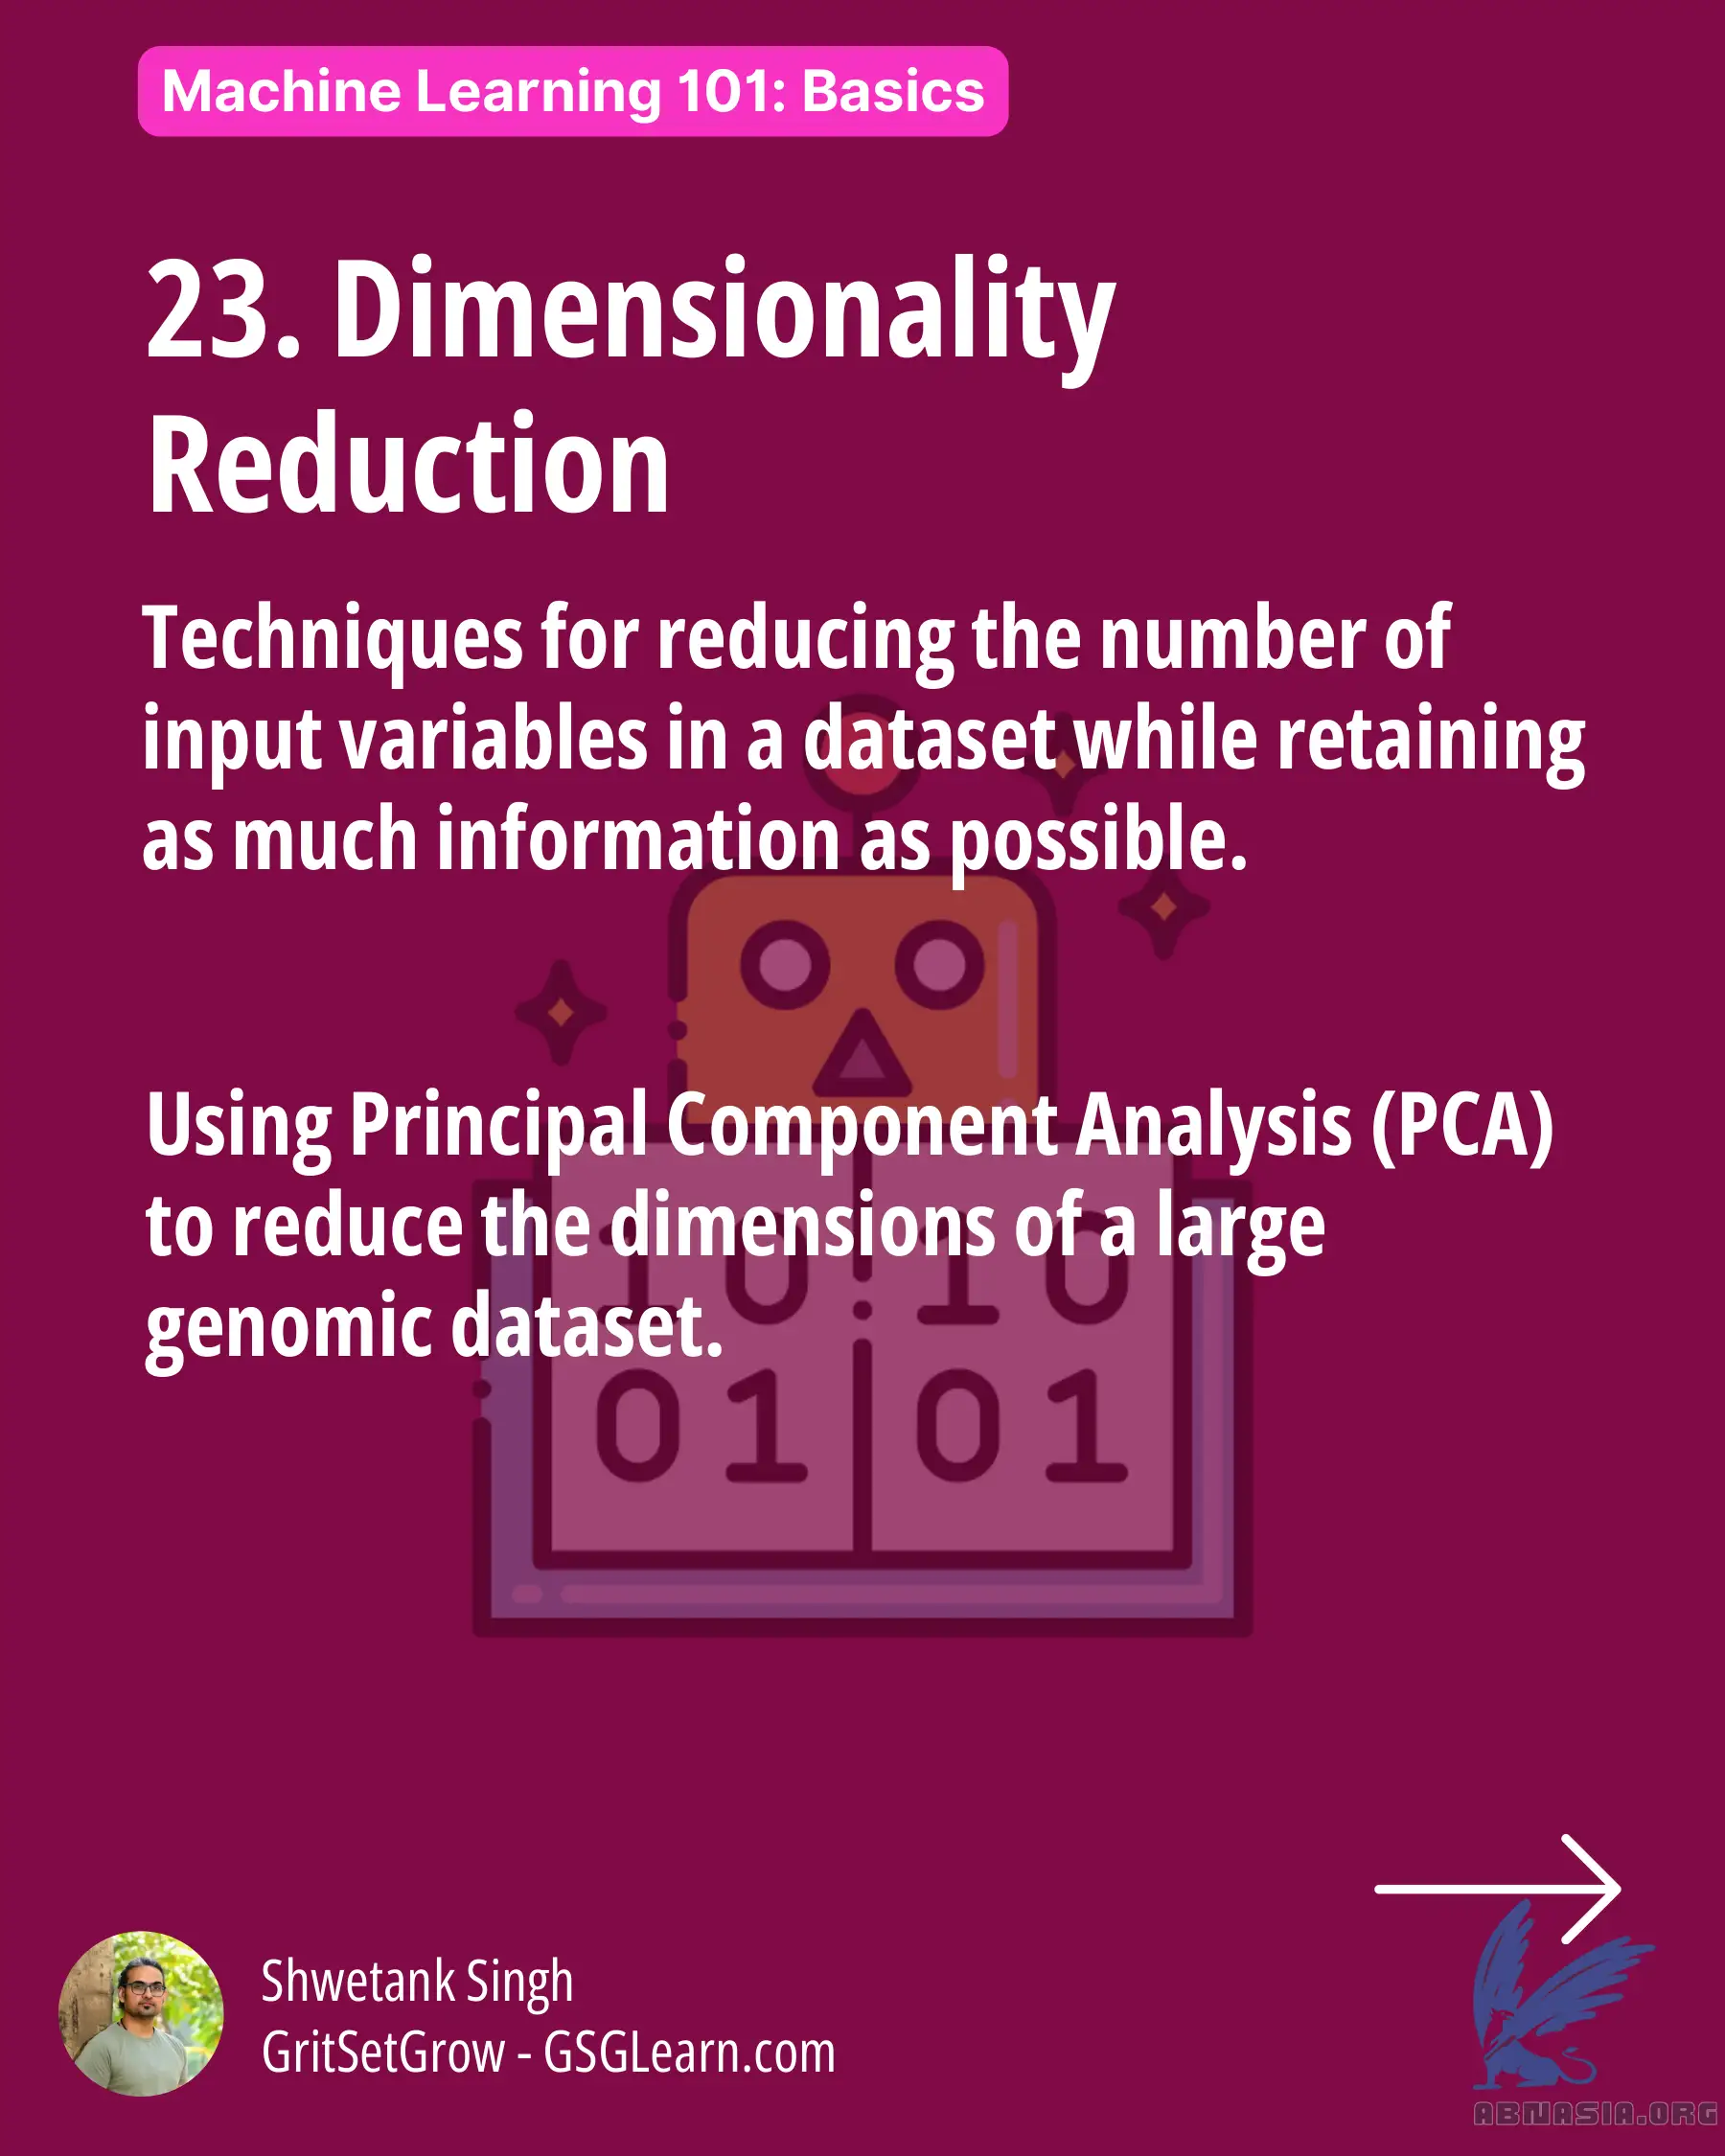 Machine Learning 101: Basics
23. Dimensionality
Reduction
Techniques for reducing the number of
input variables in a dataset while retaining
as much information as possible.
Using Principal Component Analysis (PCA)
to reduce the dimensions of a large
genomic dataset.
10 10
01 01
Shwetank Singh
GritSetGrow - GSGLearn.com
ABNASIA.ORG